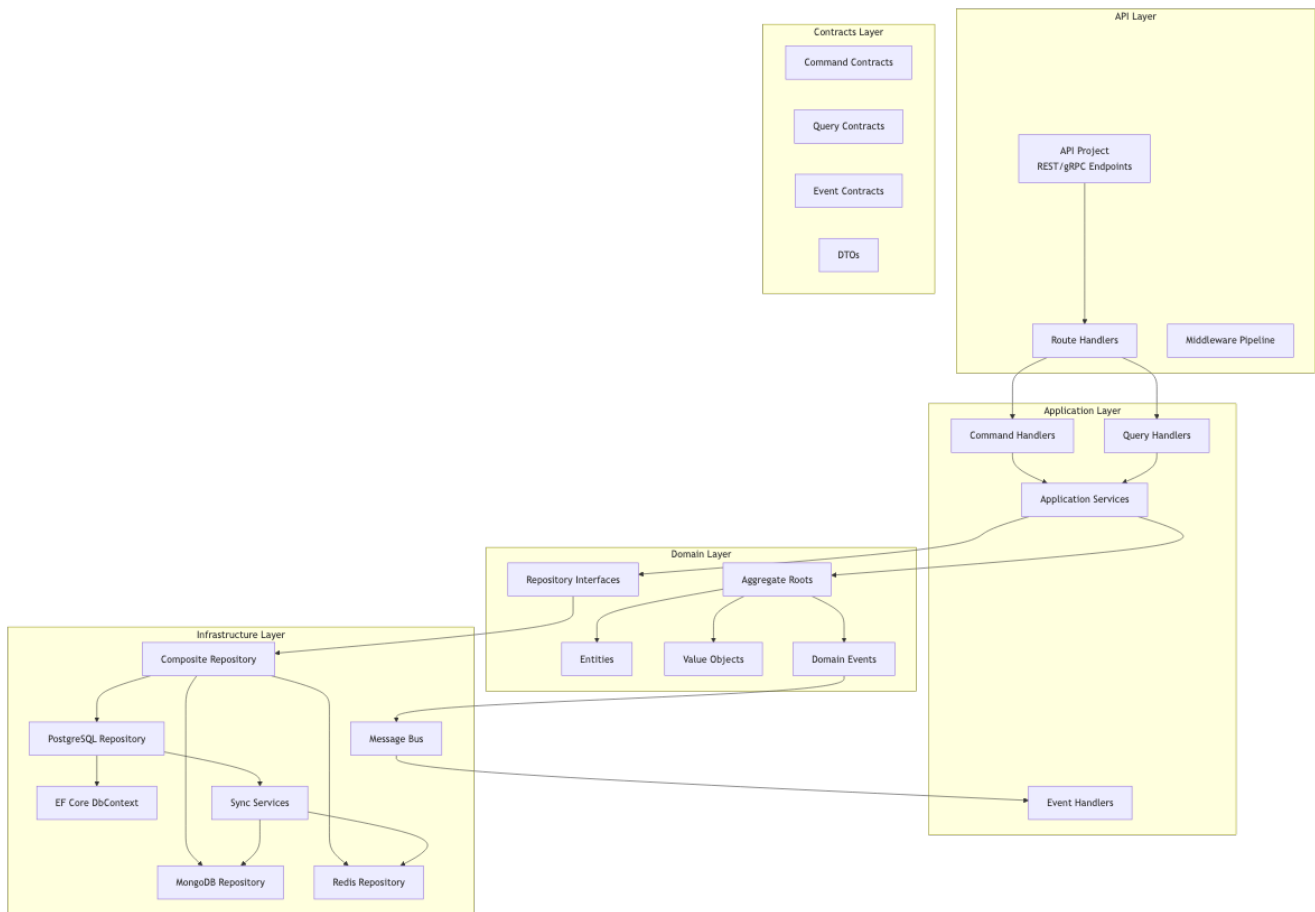 API Layer
Contracts Layer
Command Contracts
Query Contracts
Event Contracts
DTOs
API Project
REST/gRPC Endpoints
Route Handlers
Middleware Pipeline
Application Layer
Command Handlers
Query Handlers
Application Services
Event Handlers
Domain Layer
Repository Interfaces
Aggregate Roots
Entities
Value Objects
Domain Events
Infrastructure Layer
Composite Repository
PostgreSQL Repository
Message Bus
EF Core DbContext
Sync Services
MongoDB Repository
Redis Repository